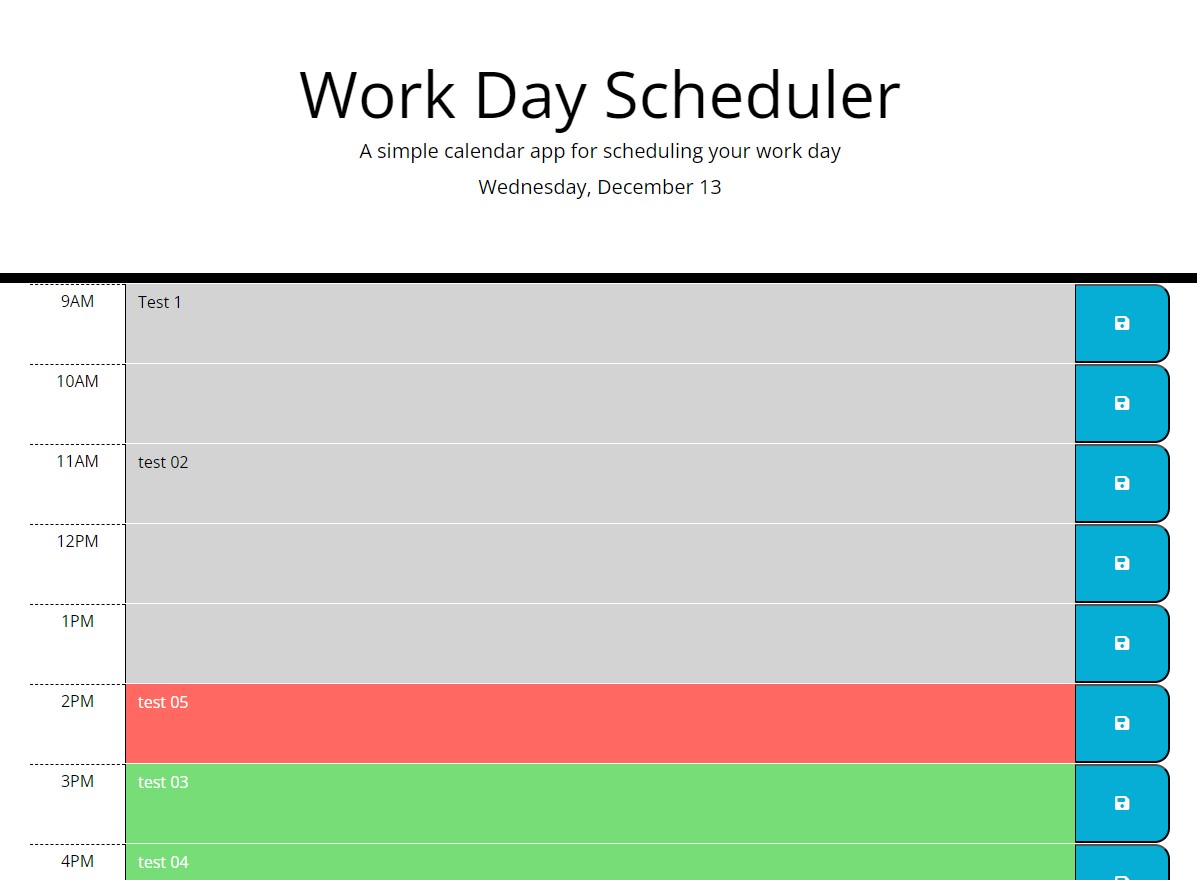 Work Day Scheduler
A simple calendar app for scheduling your work day
Wednesday, December 13
9AM Test 1
10AM
11AM test 02
12PM
1PM
2PM test 05
3PM test 03
4PM test 04